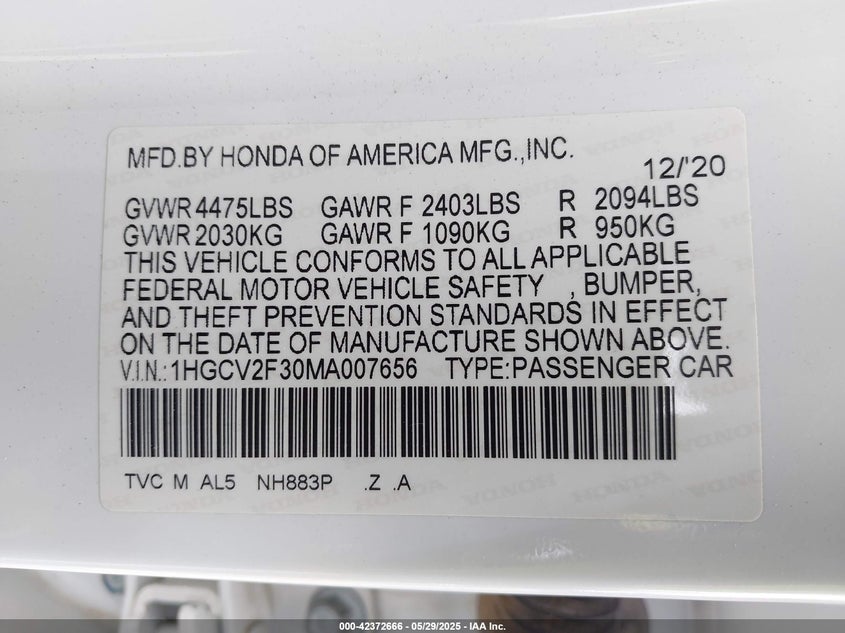 MFD.BY HONDA OF AMERICA MFG.,INC.
12/'20
GVWR 4475LBS GAWR F 2403LBS R 2094LBS
GVWR 2030KG GAWR F 1090KG R 950KG
THIS VEHICLE CONFORMS TO ALL APPLICABLE
FEDERAL MOTOR VEHICLE SAFETY , BUMPER,
AND THEFT PREVENTION STANDARDS IN EFFECT
ON THE DATE OF MANUFACTURE SHOWN ABOVE.
V.I.N.:1HGCV2F30MA007656 TYPE:PASSENGER CAR
TVC M AL5 NH883P .Z .A
000-42372666 - 05/29/2025 - IAA Inc.